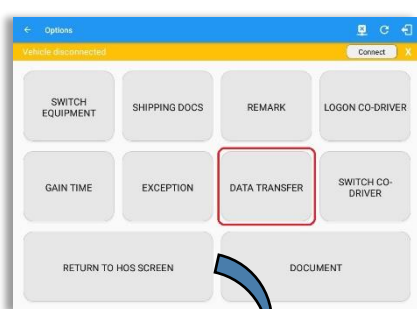 Options
Vehicle disconnected
Connect X
SWITCH
EQUIPMENT
SHIPPING DOCS
REMARK
LOGON CO-DRIVER
GAIN TIME
EXCEPTION
DATA TRANSFER
SWITCH CO-
DRIVER
RETURN TO HOS SCREEN
DOCUMENT